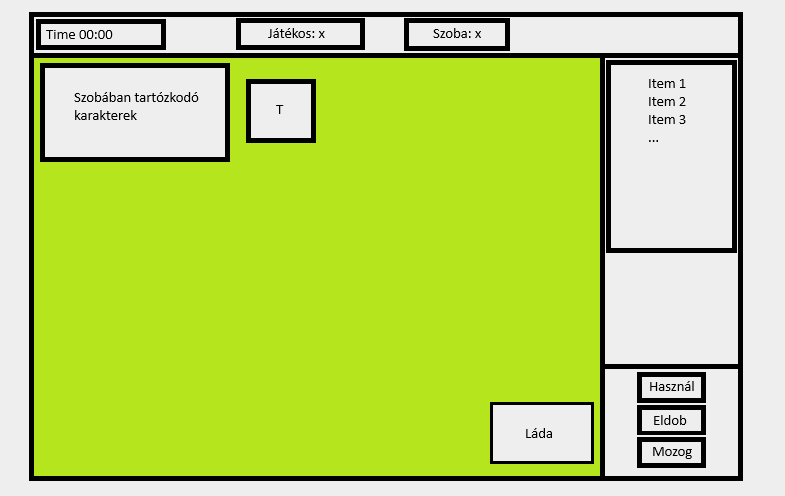 Time 00:00
Játékos: x
Szoba: x
Szobában tartózkodó
karakterek
T
Item 1
Item 2
Item 3
...
Láda
Használ
Eldob
Mozog